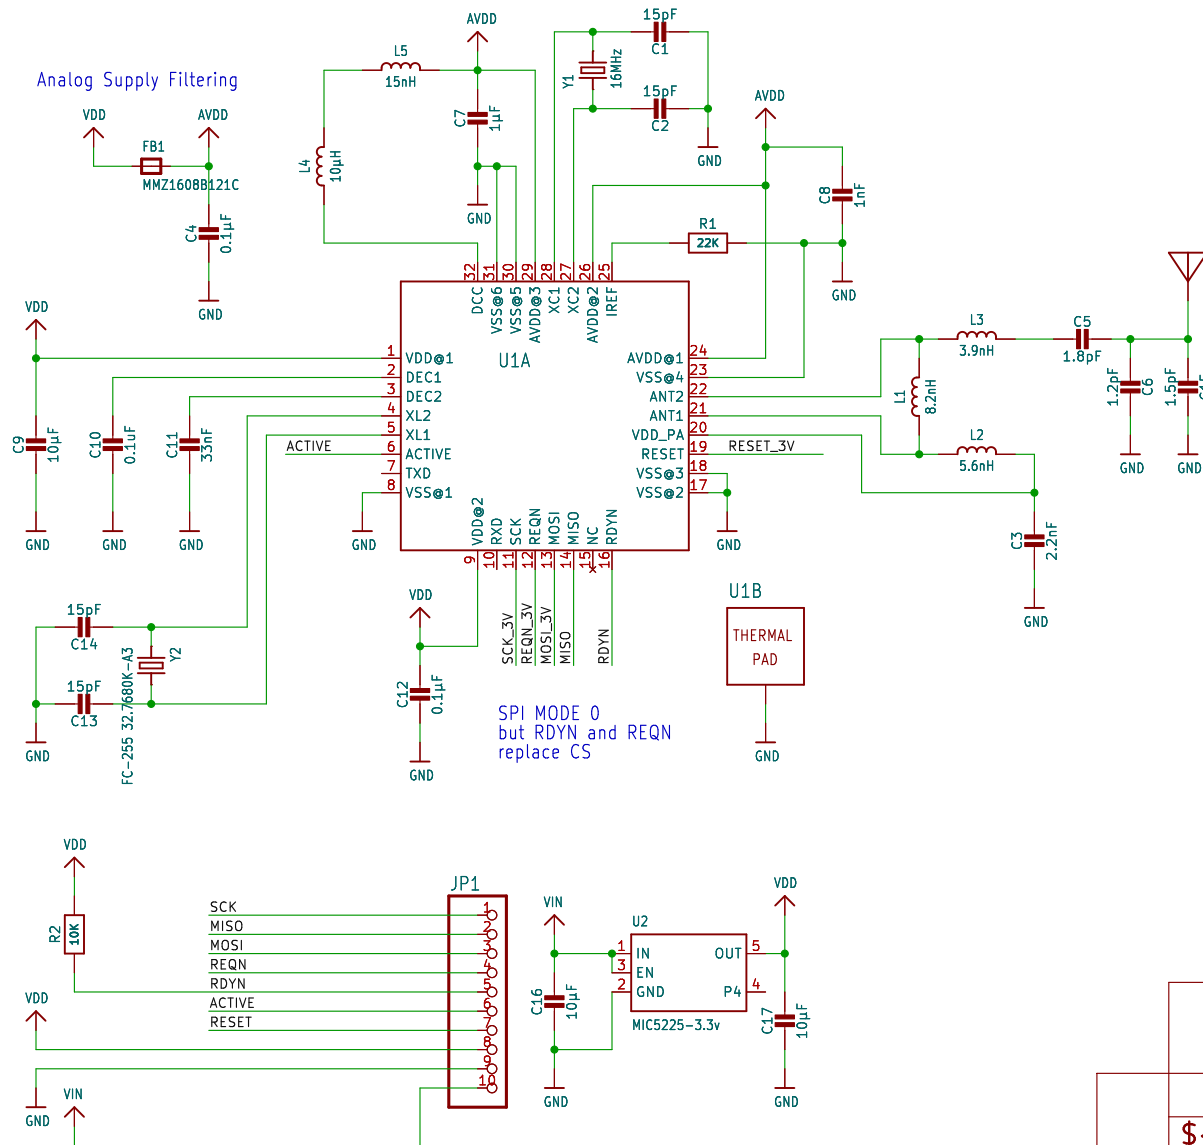 Analog Supply Filtering
VDD
AVDD
FB1
MMZ1608B121C
C4
0.1µF
GND
AVDD
L5
15nH
C7
1µF
L4
10µH
GND
15pF
C1
Y1
16MHz
15pF
C2
GND
AVDD
C8
1nF
R1
22K
GND
VDD
C9
10µF
GND
C10
0.1uF
GND
C11
33nF
GND
ACTIVE
GND
U1A
32
31
30
29
28
27
26
25
DCC
VSS@6
VSS@5
AVDD@3
XC1
XC2
AVDD@2
IREF
1 VDD@1
2 DEC1
3 DEC2
4 XL2
5 XL1
6 ACTIVE
7 TXD
8 VSS@1
AVDD@1 24
VSS@4 23
ANT2 22
ANT1 21
VDD_PA 20
RESET 19
VSS@3 18
VSS@2 17
VDD@2
RXD
SCK
REQN
MOSI
MISO
NC
RDYN
9
10
11
12
13
14
15
16
SCK_3V
REQN_3V
MOSI_3V
MISO
RDYN
RESET_3V
GND
L1
8.2nH
L3
3.9nH
C5
1.8pF
L2
5.6nH
1.2pF
C6
GND
1.5pF
GND
C3
2.2nF
GND
15pF
C14
15pF
C13
Y2
FC-255 32.7680K-A3
GND
VDD
C12
0.1µF
GND
SPI MODE 0
but RDYN and REQN
replace CS
U1B
THERMAL
PAD
GND
VDD
R2
10K
VDD
GND
VIN
JP1
SCK 1
MISO 2
MOSI 3
REQN 4
RDYN 5
ACTIVE 6
RESET 7
8
9
10
VIN
C16
10µF
GND
U2
1 IN
3 EN
2 GND
OUT 5
P4 4
MIC5225-3.3v
VDD
C17
10µF
GND